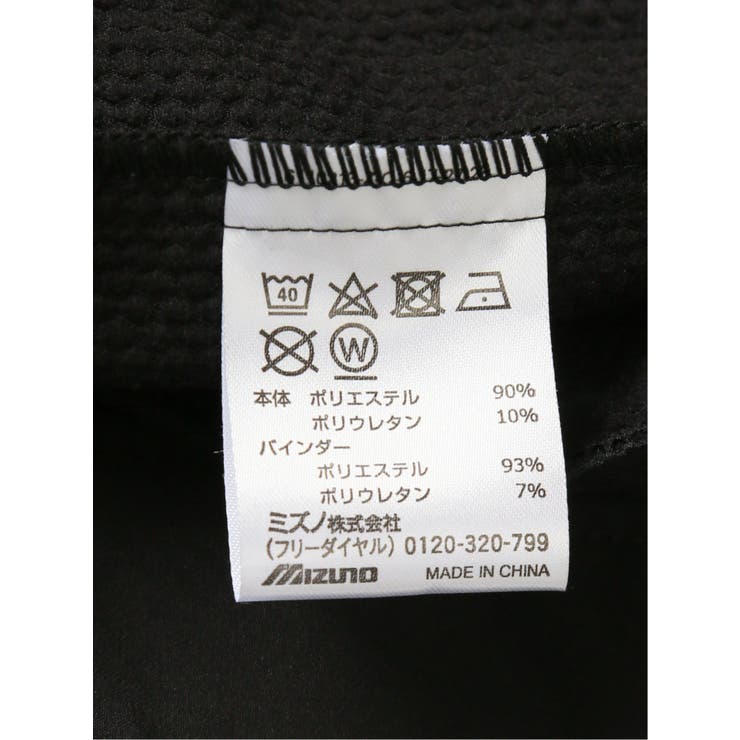 40
W
本体 ポリエステル 90%
ポリウレタン 10%
バインダー
ポリエステル 93%
ポリウレタン 7%
ミズノ株式会社
(フリーダイヤル) 0120-320-799
MIZUNO MADE IN CHINA